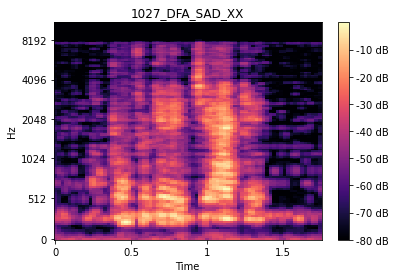 1027_DFA_SAD_XX
8192
4096
2048
1024
512
0
Hz
0
0.5
1
1.5
Time
-10 dB
-20 dB
-30 dB
-40 dB
-50 dB
-60 dB
-70 dB
-80 dB